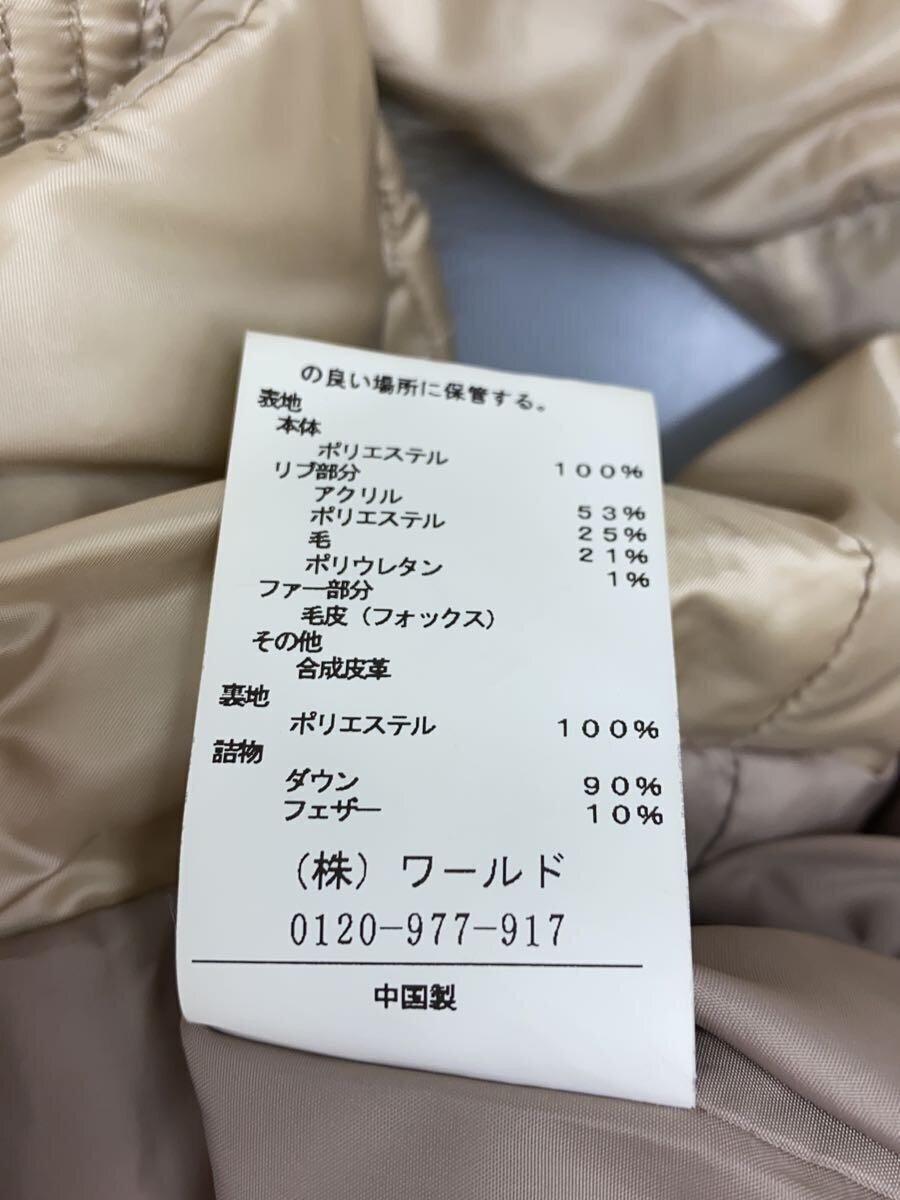 の良い場所に保管する。
表地
本体
ポリエステル 100%
リブ部分
アクリル 53%
ポリエステル 25%
毛 21%
ポリウレタン 1%
ファー部分
毛皮（フォックス）
その他
合成皮革
裏地
ポリエステル 100%
詰物
ダウン 90%
フェザー 10%
（株）ワールド
0120-977-917
中国製